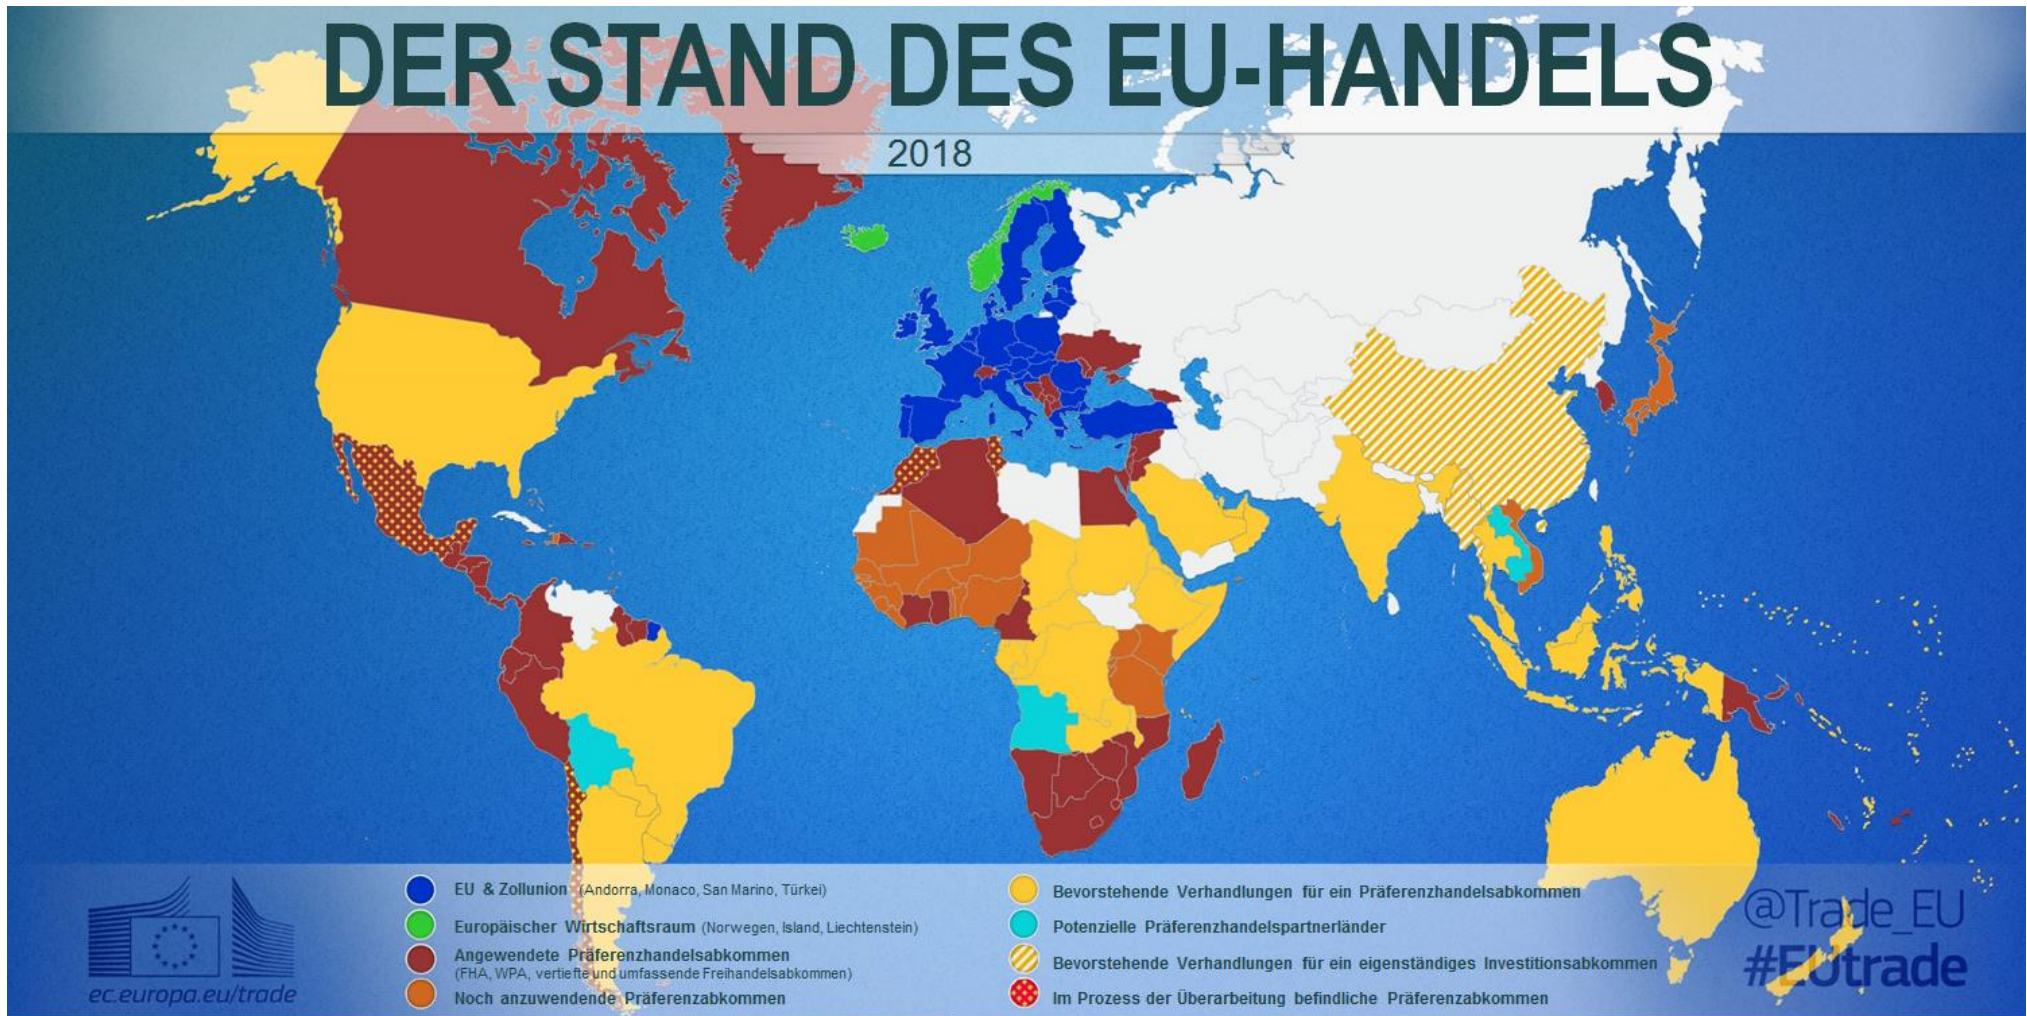 DER STAND DES EU-HANDELS
2018
EU & Zollunion (Andorra, Monaco, San Marino, Türkei)
Europäischer Wirtschaftsraum (Norwegen, Island, Liechtenstein)
Angewendete Präferenzhandelsabkommen
(FHA, WPA, vertiefte und umfassende Freihandelsabkommen)
Noch anzuwendende Präferenzabkommen
Bevorstehende Verhandlungen für ein Präferenzhandelsabkommen
Potenzielle Präferenzhandelspartnerländer
Bevorstehende Verhandlungen für ein eigenständiges Investitionsabkommen
Im Prozess der Überarbeitung befindliche Präferenzabkommen
ec.europa.eu/trade
@Trade_EU
#EUtrade